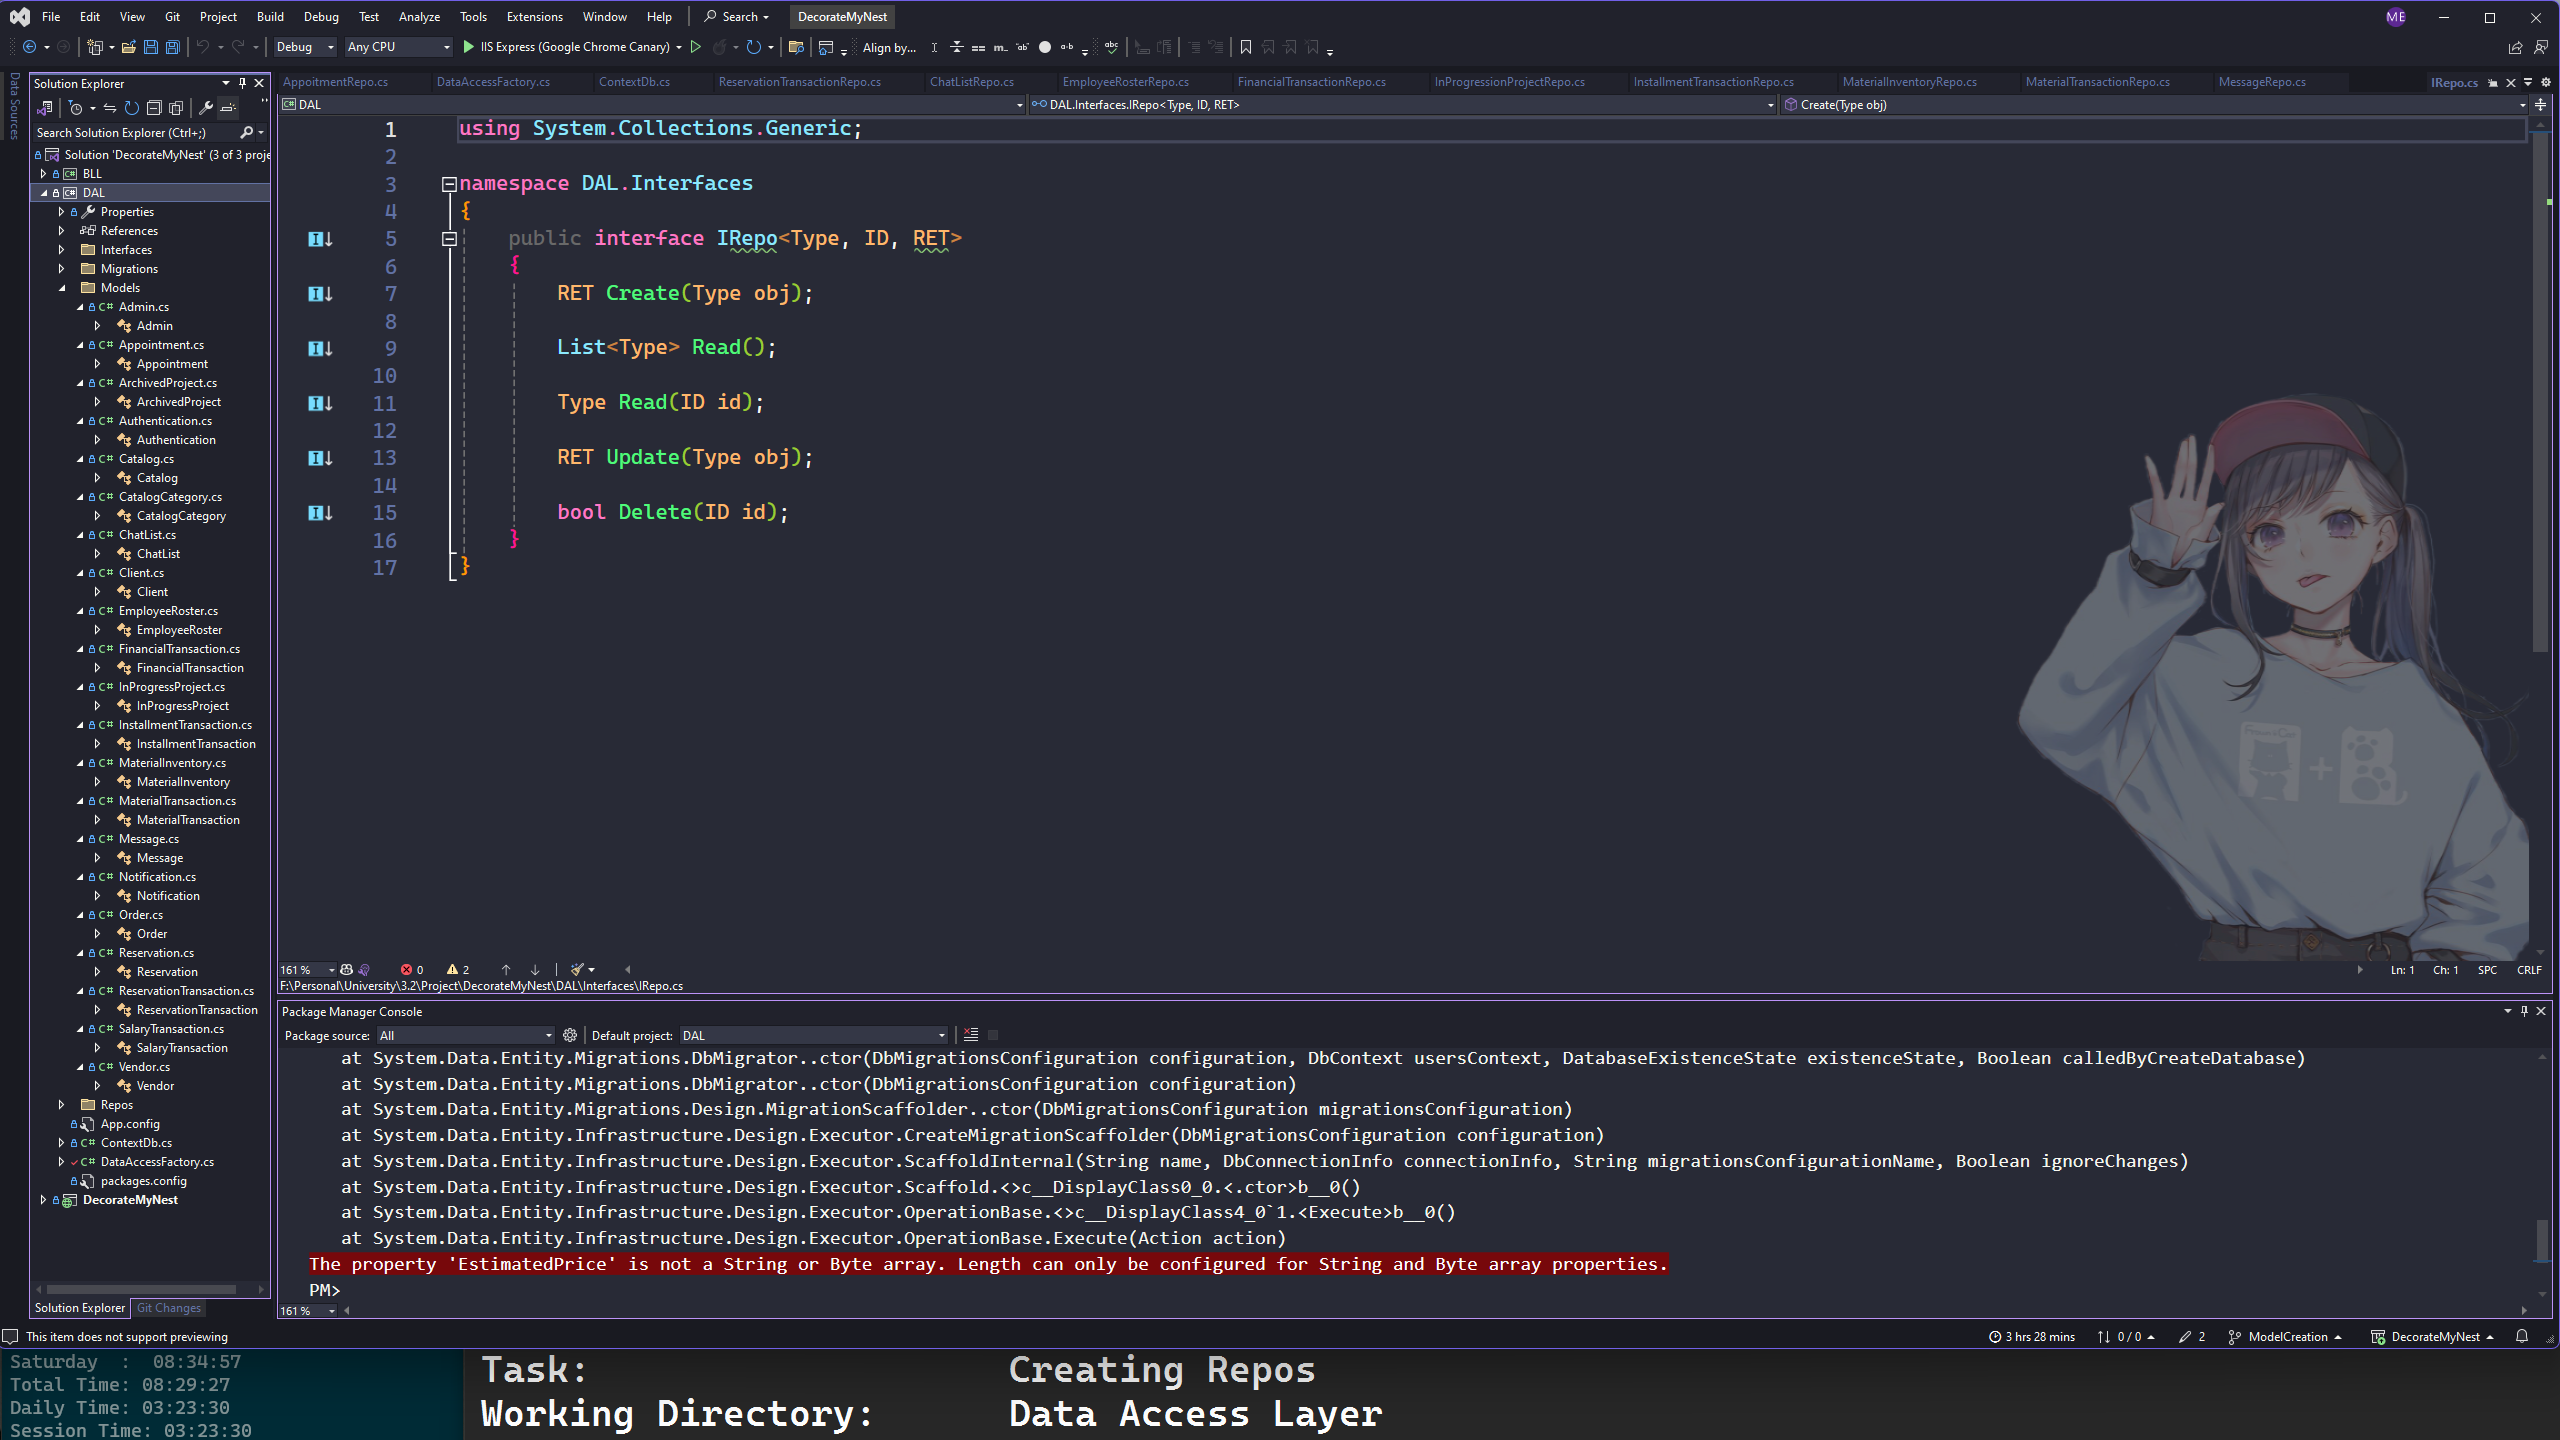 File Edit View Git Project Build Debug Test Analyze Tools Extensions Window Help Search DecorateMyNest ME
Debug Any CPU IIS Express (Google Chrome Canary) Align by...
Data Sources
Solution Explorer
Search Solution Explorer (Ctrl+;)
Solution 'DecorateMyNest' (3 of 3 proje
BLL
DAL
Properties
References
Interfaces
Migrations
Models
C# Admin.cs
Admin
C# Appointment.cs
Appointment
C# ArchivedProject.cs
ArchivedProject
C# Authentication.cs
Authentication
C# Catalog.cs
Catalog
C# CatalogCategory.cs
CatalogCategory
C# ChatList.cs
ChatList
C# Client.cs
Client
C# EmployeeRoster.cs
EmployeeRoster
C# FinancialTransaction.cs
FinancialTransaction
C# InProgressProject.cs
InProgressProject
C# InstallmentTransaction.cs
InstallmentTransaction
C# MaterialInventory.cs
MaterialInventory
C# MaterialTransaction.cs
MaterialTransaction
C# Message.cs
Message
C# Notification.cs
Notification
C# Order.cs
Order
C# Reservation.cs
Reservation
C# ReservationTransaction.cs
ReservationTransaction
C# SalaryTransaction.cs
SalaryTransaction
C# Vendor.cs
Vendor
Repos
App.config
C# ContextDb.cs
C# DataAccessFactory.cs
packages.config
DecorateMyNest
Solution Explorer Git Changes
AppoitmentRepo.cs DataAccessFactory.cs ContextDb.cs ReservationTransactionRepo.cs ChatListRepo.cs EmployeeRosterRepo.cs FinancialTransactionRepo.cs InProgressionProjectRepo.cs InstallmentTransactionRepo.cs MaterialInventoryRepo.cs MaterialTransactionRepo.cs MessageRepo.cs IRepo.cs
C# DAL DAL.Interfaces.IRepo<Type, ID, RET> Create(Type obj)
1 using System.Collections.Generic;
2
3 namespace DAL.Interfaces
4 {
5 public interface IRepo<Type, ID, RET>
6 {
7 RET Create(Type obj);
8
9 List<Type> Read();
10
11 Type Read(ID id);
12
13 RET Update(Type obj);
14
15 bool Delete(ID id);
16 }
17 }
161 % 0 2 Ln: 1 Ch: 1 SPC CRLF
F:\Personal\University\3.2\Project\DecorateMyNest\DAL\Interfaces\IRepo.cs
Package Manager Console
Package source: All Default project: DAL
at System.Data.Entity.Migrations.DbMigrator..ctor(DbMigrationsConfiguration configuration, DbContext usersContext, DatabaseExistenceState existenceState, Boolean calledByCreateDatabase)
at System.Data.Entity.Migrations.DbMigrator..ctor(DbMigrationsConfiguration configuration)
at System.Data.Entity.Migrations.Design.MigrationScaffolder..ctor(DbMigrationsConfiguration migrationsConfiguration)
at System.Data.Entity.Infrastructure.Design.Executor.CreateMigrationScaffolder(DbMigrationsConfiguration configuration)
at System.Data.Entity.Infrastructure.Design.Executor.ScaffoldInternal(String name, DbConnectionInfo connectionInfo, String migrationsConfigurationName, Boolean ignoreChanges)
at System.Data.Entity.Infrastructure.Design.Executor.Scaffold.<>c__DisplayClass0_0.<.ctor>b__0()
at System.Data.Entity.Infrastructure.Design.Executor.OperationBase.<>c__DisplayClass4_0`1.<Execute>b__0()
at System.Data.Entity.Infrastructure.Design.Executor.OperationBase.Execute(Action action)
The property 'EstimatedPrice' is not a String or Byte array. Length can only be configured for String and Byte array properties.
PM>
161 %
This item does not support previewing 3 hrs 28 mins 0 / 0 2 ModelCreation DecorateMyNest
Saturday : 08:34:57
Total Time: 08:29:27
Daily Time: 03:23:30
Session Time: 03:23:30
Task: Creating Repos
Working Directory: Data Access Layer